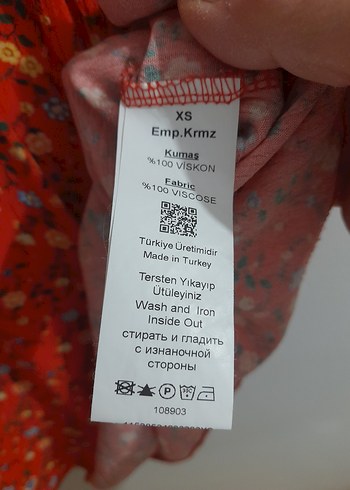 XS
Emp.Krmz
Kumaş
%100 VİSKON
Fabric
%100 VISCOSE
Türkiye Üretimidir
Made in Turkey
Tersten Yıkayıp
Ütüleyiniz
Wash and Iron
Inside Out
стирать и гладить
с изнаночной
стороны
P
108903